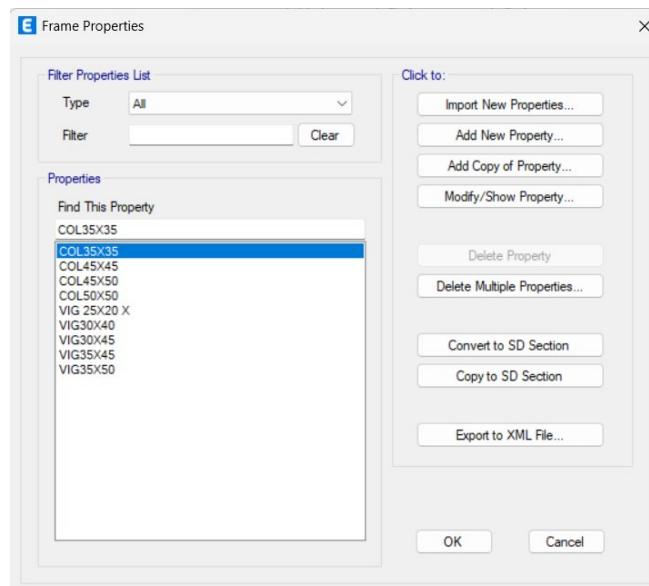 E Frame Properties
Filter Properties List
Type All
Filter Clear
Properties
Find This Property
COL35X35
COL35X35
COL45X45
COL45X50
COL50X50
VIG 25X20 X
VIG30X40
VIG30X45
VIG35X45
VIG35X50
Click to:
Import New Properties...
Add New Property...
Add Copy of Property...
Modify/Show Property...
Delete Property
Delete Multiple Properties...
Convert to SD Section
Copy to SD Section
Export to XML File...
OK Cancel